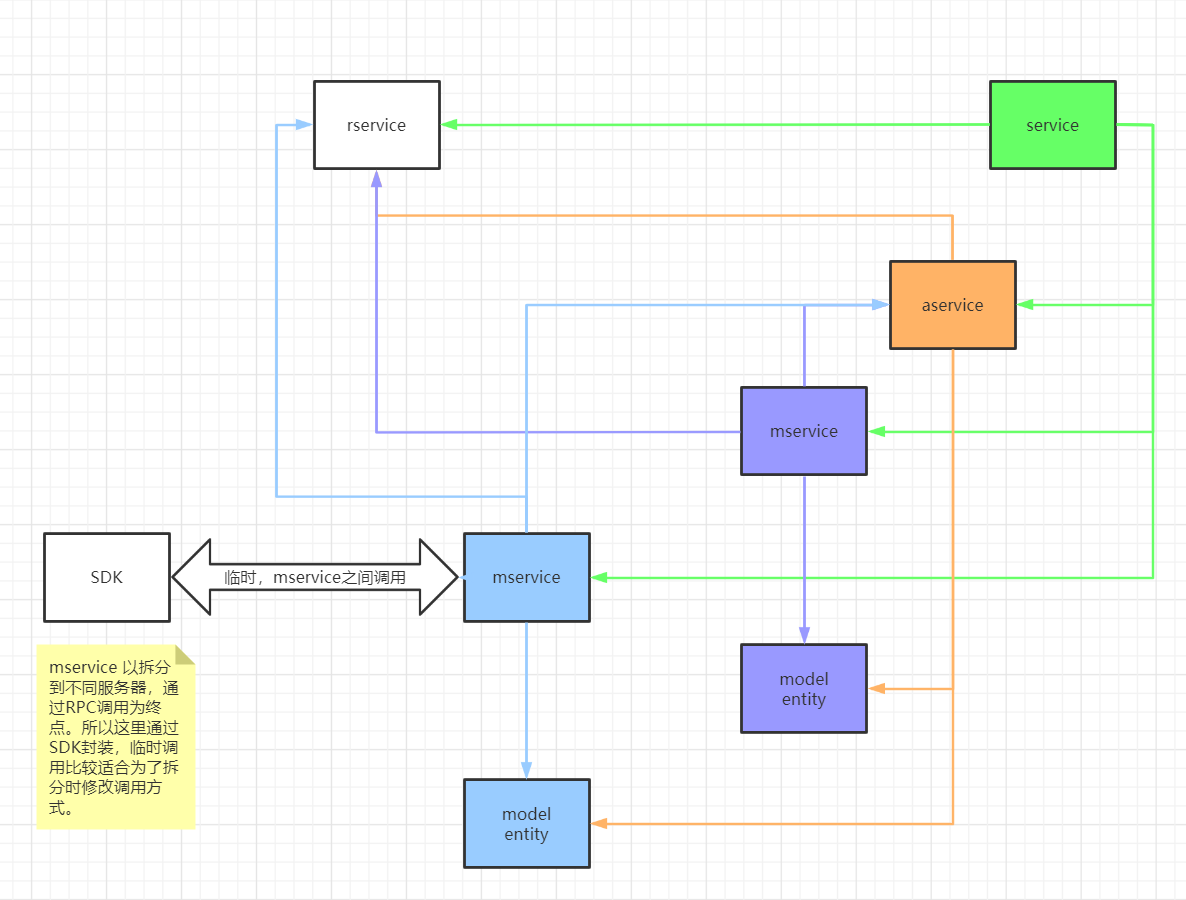 rservice
service
aservice
mservice
SDK
临时，mservice之间调用
mservice
mservice 以拆分
到不同服务器，通
过RPC调用为终
点。所以这里通过
SDK封装，临时调
用比较适合为了拆
分时修改调用方
式。
model
entity
model
entity